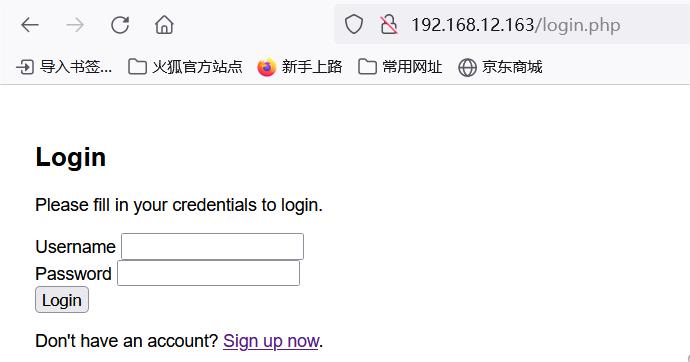 192.168.12.163/login.php
导入书签... 火狐官方站点 新手上路 常用网址 京东商城
Login
Please fill in your credentials to login.
Username
Password
Login
Don't have an account? Sign up now.